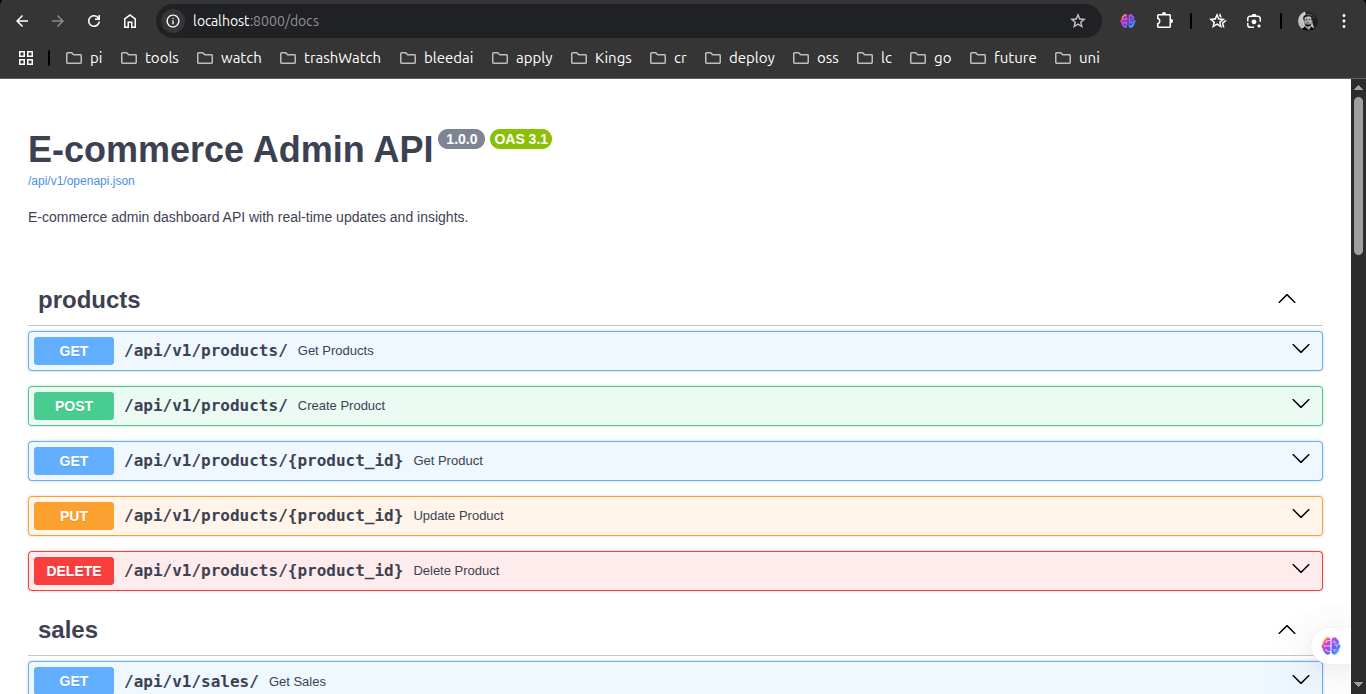 localhost:8000/docs
pi tools watch trashWatch bleedai apply Kings cr deploy oss lc go future uni
E-commerce Admin API 1.0.0 OAS 3.1
/api/v1/openapi.json
E-commerce admin dashboard API with real-time updates and insights.
products
GET /api/v1/products/ Get Products
POST /api/v1/products/ Create Product
GET /api/v1/products/{product_id} Get Product
PUT /api/v1/products/{product_id} Update Product
DELETE /api/v1/products/{product_id} Delete Product
sales
GET /api/v1/sales/ Get Sales